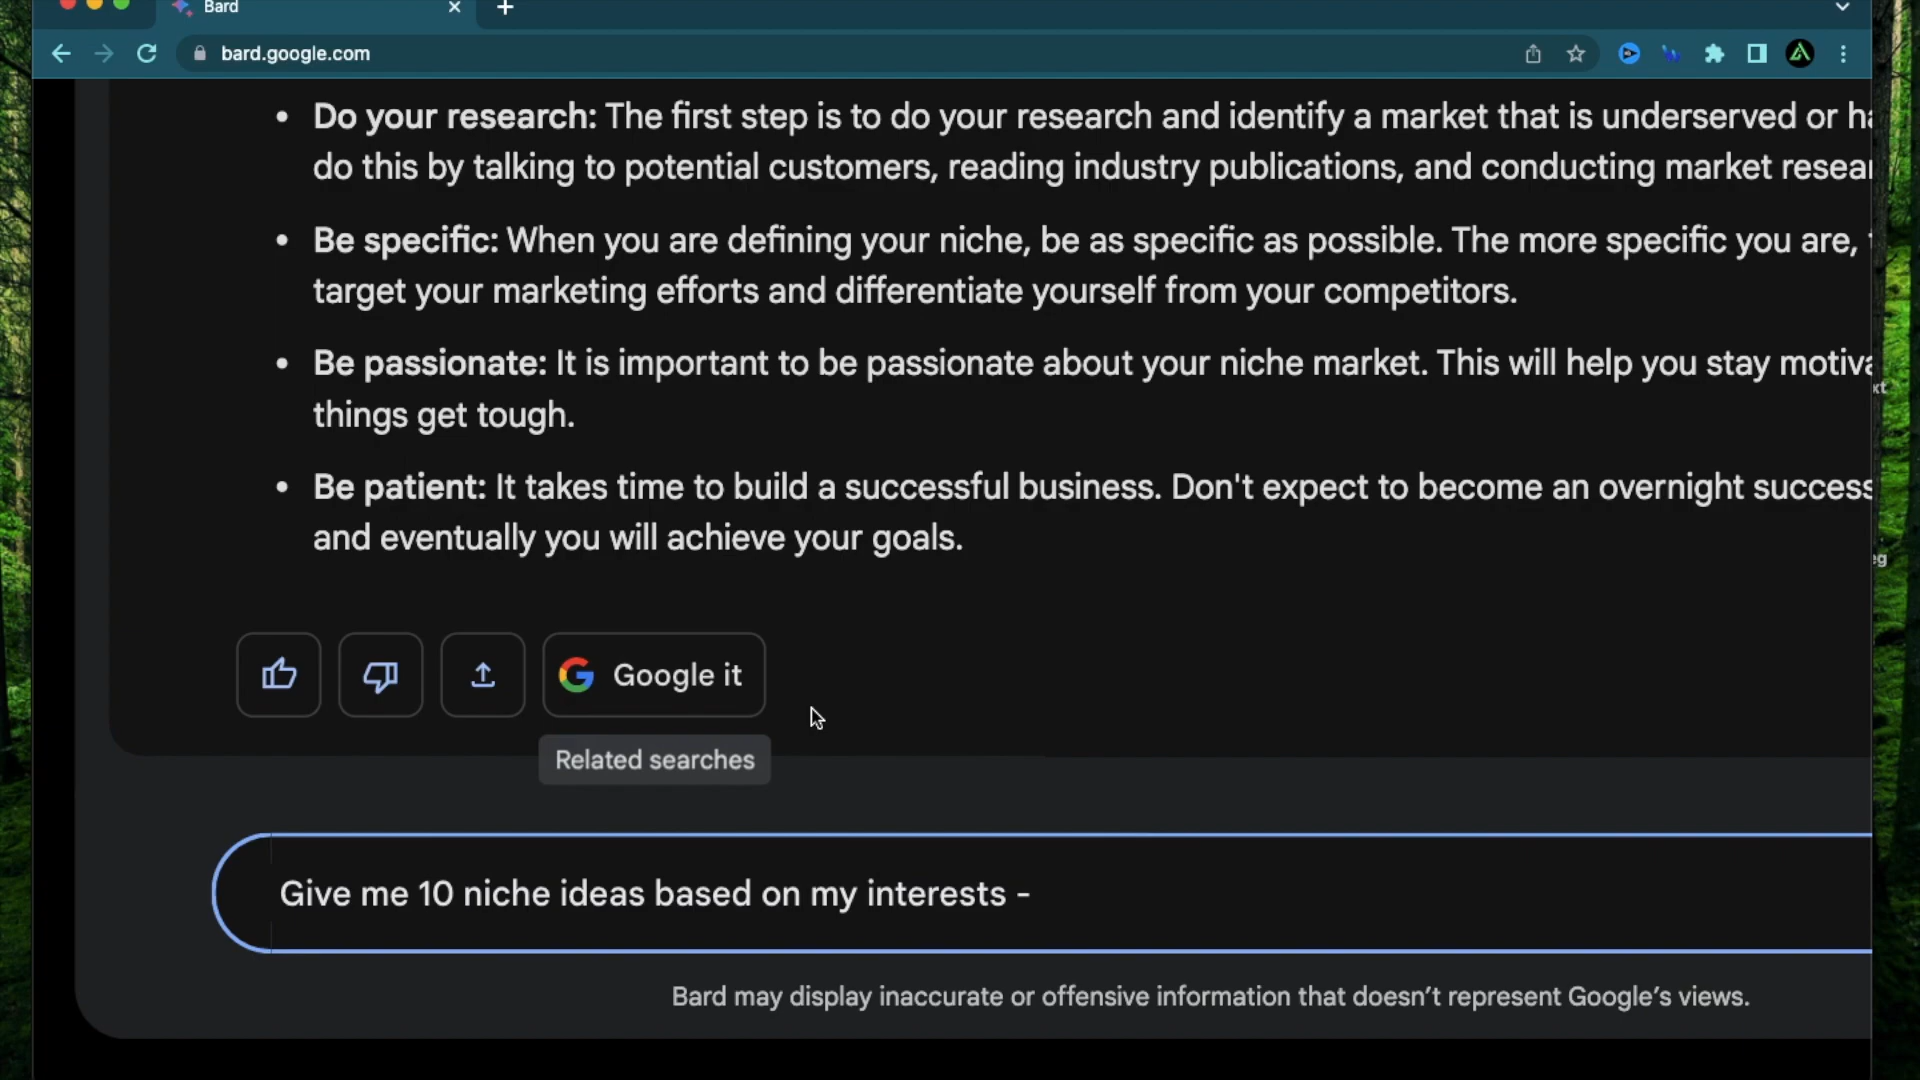 Bard
bard.google.com
Do your research: The first step is to do your research and identify a market that is underserved or
do this by talking to potential customers, reading industry publications, and conducting market
Be specific: When you are defining your niche, be as specific as possible. The more specific you are,
target your marketing efforts and differentiate yourself from your competitors.
Be passionate: It is important to be passionate about your niche market. This will help you stay
things get tough.
Be patient: It takes time to build a successful business. Don't expect to become an overnight success
and eventually you will achieve your goals.
Google it
Related searches
Give me 10 niche ideas based on my interests -
Bard may display inaccurate or offensive information that doesn't represent Google's views.